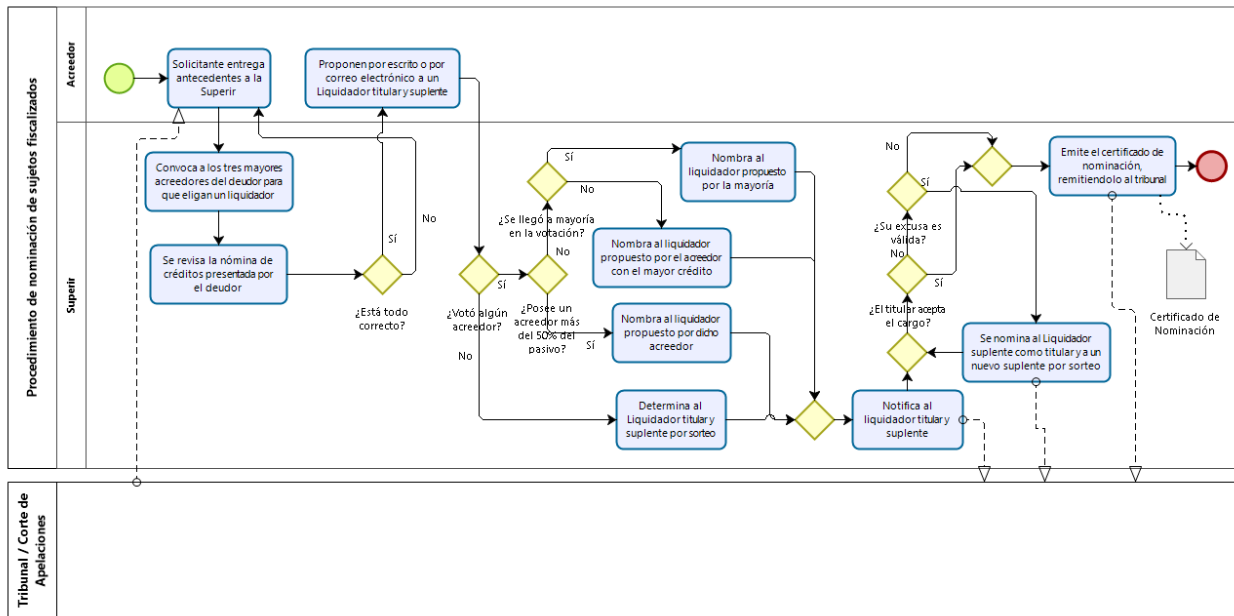 Procedimiento de nominación de sujetos fiscalizados
Acreedor
Solicitante entrega
antecedentes a la
Superir
Proponen por escrito o por
correo electrónico a un
Liquidador titular y suplente
Superir
Convoca a los tres mayores
acreedores del deudor para
que eligan un liquidador
Se revisa la nómina de
créditos presentada por
el deudor
Sí
No
¿Está todo
correcto?
¿Votó algún
acreedor?
Sí
No
¿Posee un
acreedor más
del 50% del
pasivo?
No
Sí
¿Se llegó a mayoría
en la votación?
Sí
No
Nombra al
liquidador propuesto
por la mayoría
Nombra al liquidador
propuesto por el acreedor
con el mayor crédito
Nombra al liquidador
propuesto por dicho
acreedor
Determina al
Liquidador titular y
suplente por sorteo
Notifica al
liquidador titular y
suplente
¿El titular acepta
el cargo?
No
Sí
¿Su excusa es
válida?
No
Sí
Se nomina al Liquidador
suplente como titular y a un
nuevo suplente por sorteo
Emite el certificado de
nominación,
remitiendolo al tribunal
Certificado de
Nominación
Tribunal / Corte de
Apelaciones